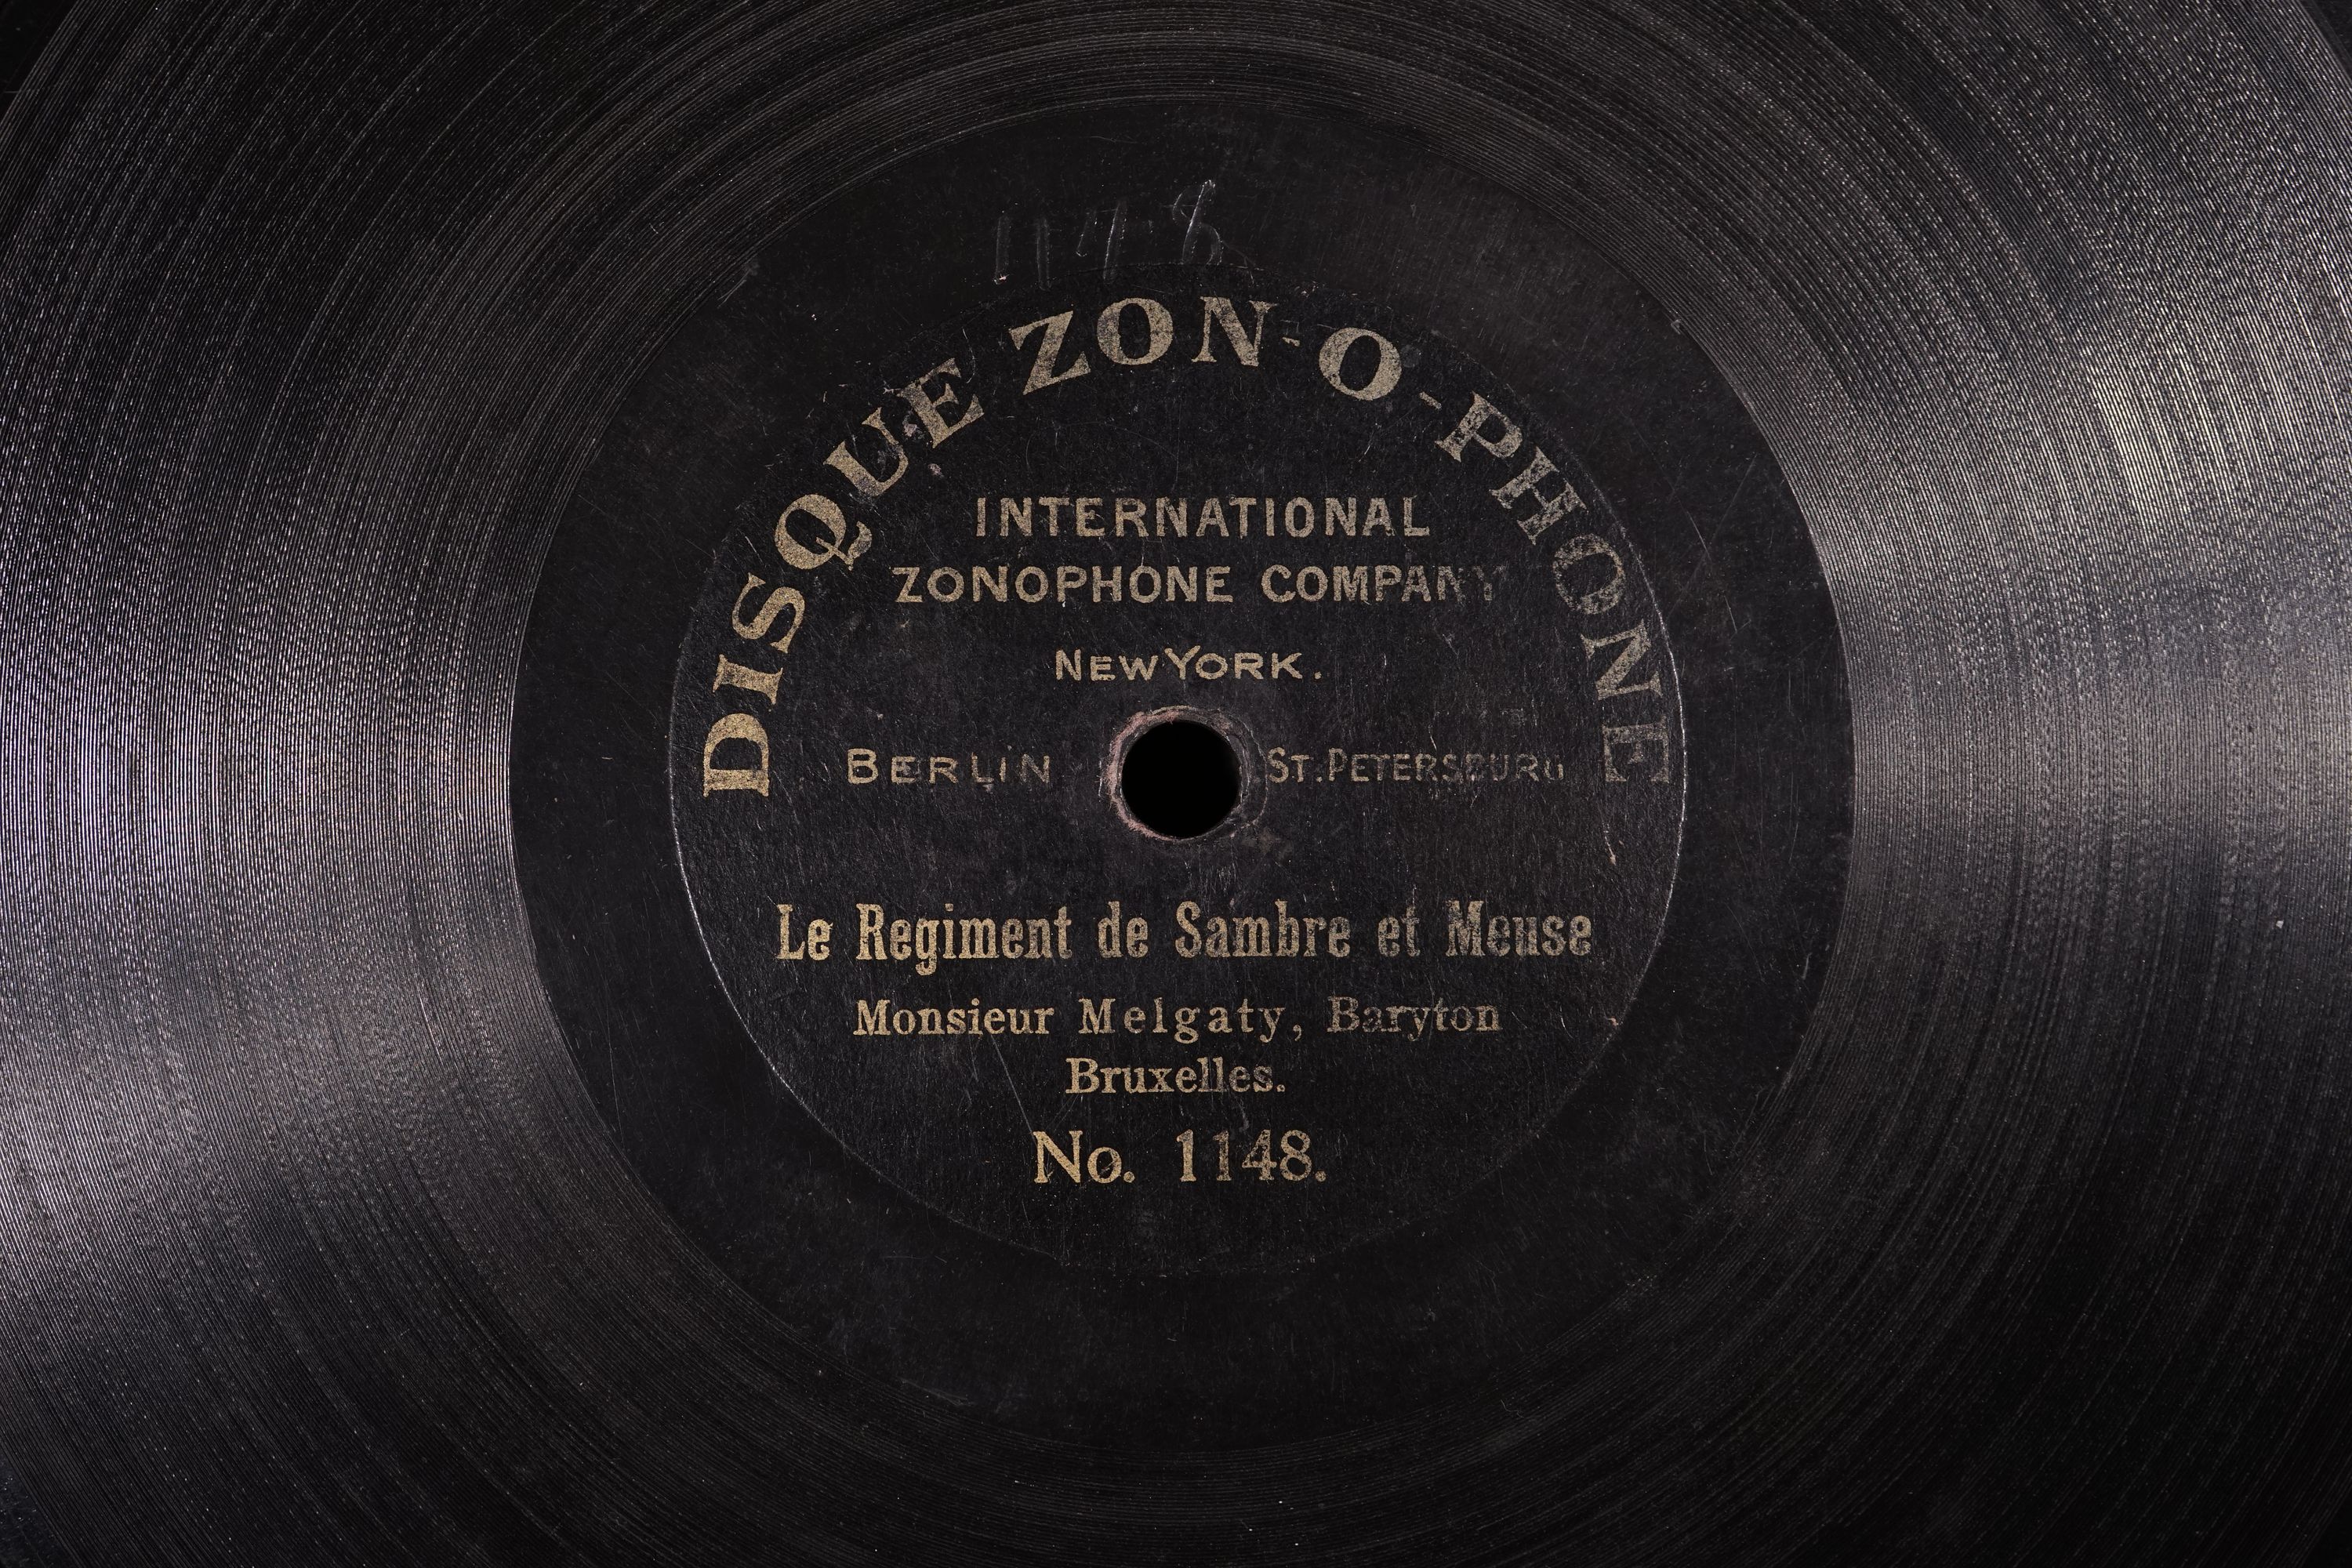 1148
DISQUE ZON-O-PHONE
INTERNATIONAL
ZONOPHONE COMPANY
NEW YORK.
BERLIN ST. PETERSBURG
Le Regiment de Sambre et Meuse
Monsieur Melgaty, Baryton
Bruxelles.
No. 1148.